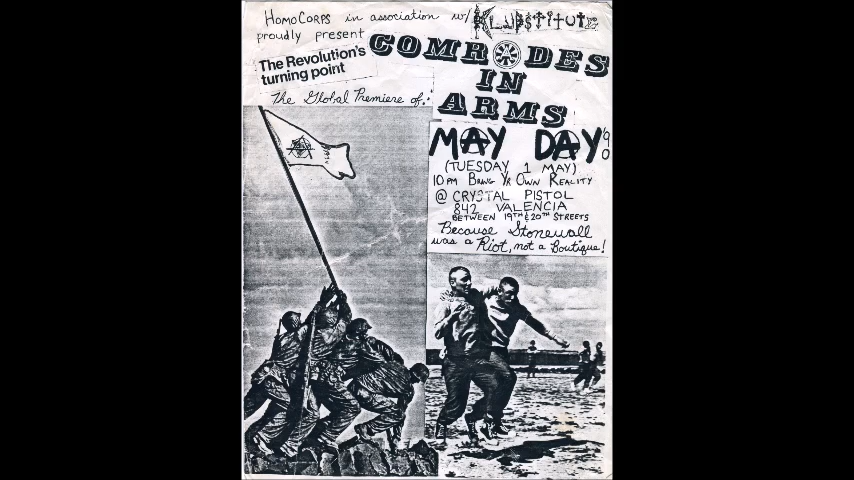 HOMOCORPS in association w/ KLUBSTITUTE
proudly present
The Revolution's
turning point
The Global Premiere of:
COMRADES
IN
ARMS
MAY DAY '90
(TUESDAY 1 MAY)
10 PM BRING YR OWN REALITY
@ CRYSTAL PISTOL
842 VALENCIA
BETWEEN 19TH & 20TH STREETS
Because Stonewall
was a Riot, not a Boutique!